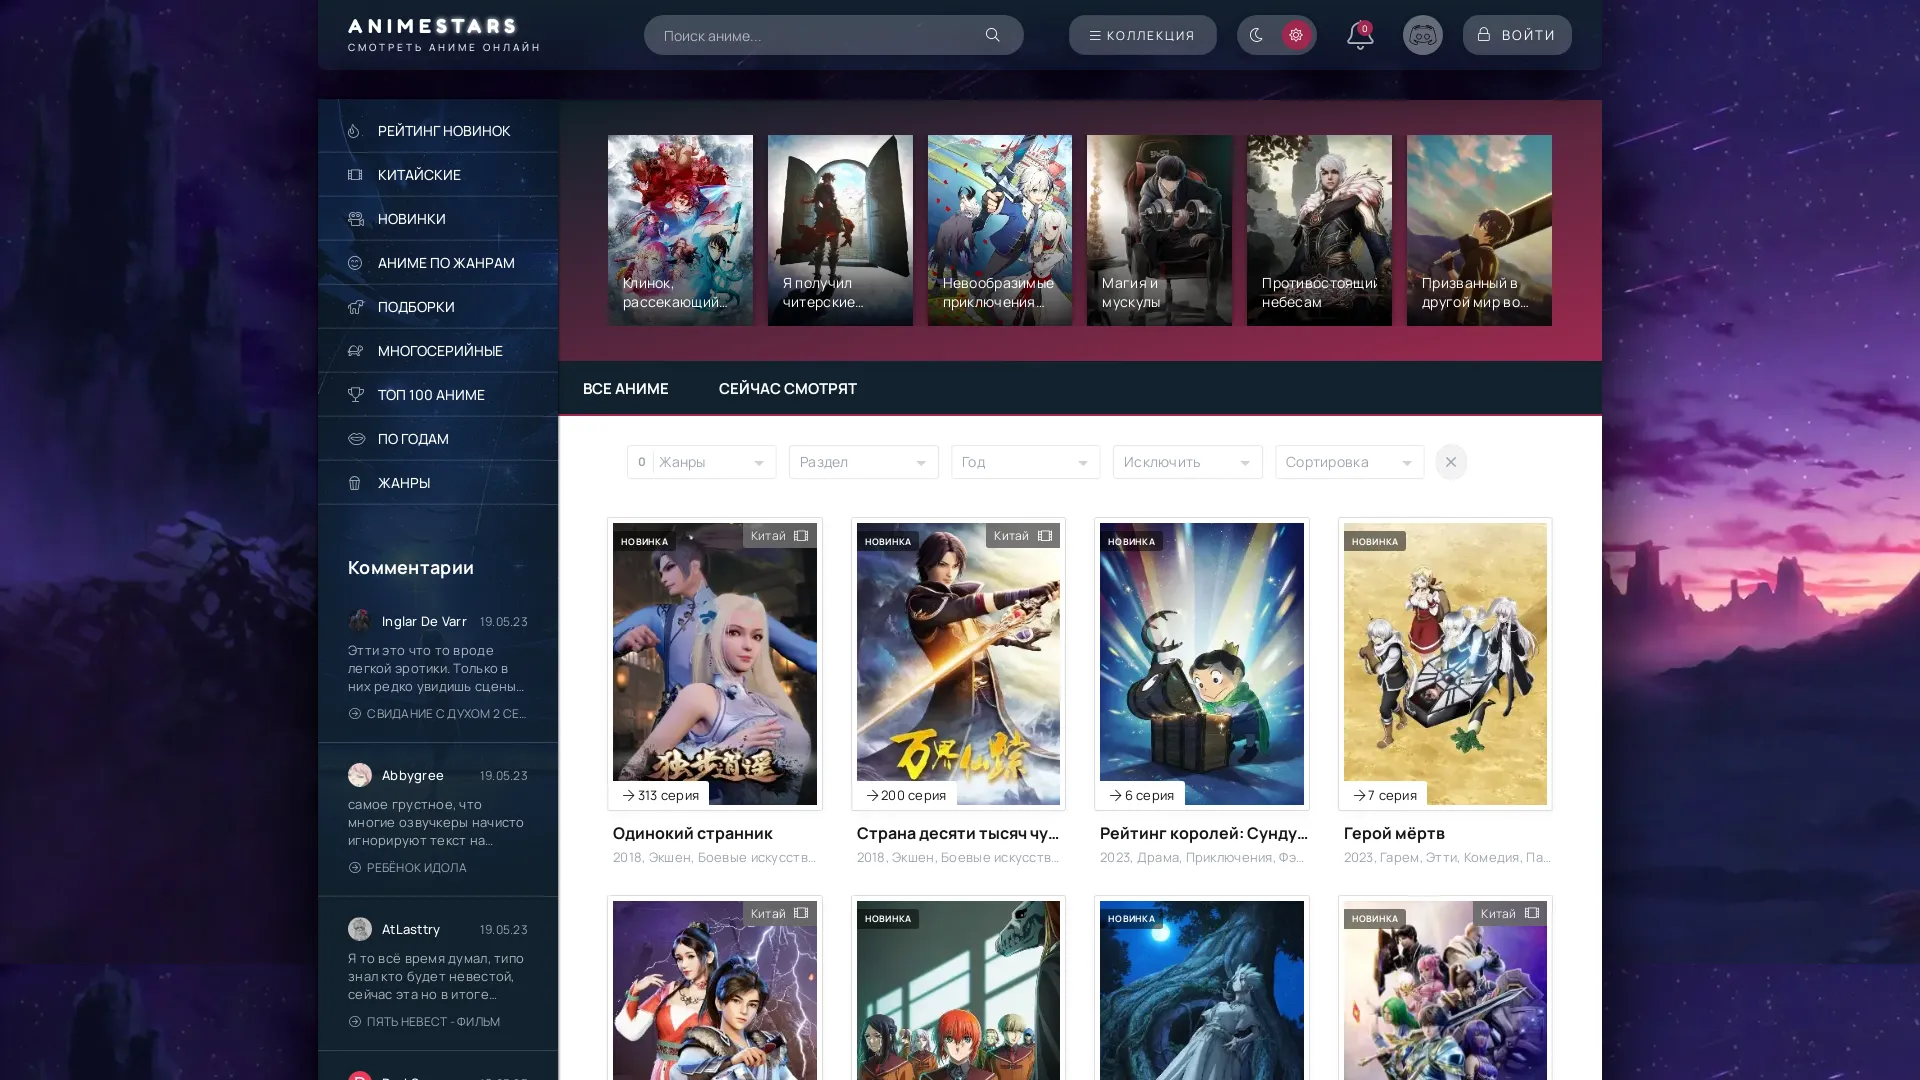 ANIMESTARS
СМОТРЕТЬ АНИМЕ ОНЛАЙН
Поиск аниме...
КОЛЛЕКЦИЯ
0
ВОЙТИ
РЕЙТИНГ НОВИНОК
КИТАЙСКИЕ
НОВИНКИ
АНИМЕ ПО ЖАНРАМ
ПОДБОРКИ
МНОГОСЕРИЙНЫЕ
ТОП 100 АНИМЕ
ПО ГОДАМ
ЖАНРЫ
Комментарии
Inglar De Varr 19.05.23
Этти это что то вроде
легкой эротики. Только в
них редко увидишь сцены...
СВИДАНИЕ С ДУХОМ 2 СЕ...
Abbygree 19.05.23
самое грустное, что
многие озвучкеры начисто
игнорируют текст на...
РЕБЁНОК ИДОЛА
AtLasttry 19.05.23
Я то всё время думал, типо
знал кто будет невестой,
сейчас эта но в итоге...
ПЯТЬ НЕВЕСТ - ФИЛЬМ
Клинок,
рассекающий...
Я получил
читерские...
Невообразимые
приключения...
Магия и
мускулы
Противостоящий
небесам
Призванный в
другой мир во...
ВСЕ АНИМЕ
СЕЙЧАС СМОТРЯТ
0 Жанры
Раздел
Год
Исключить
Сортировка
НОВИНКА
Китай
独步逍遥
313 серия
Одинокий странник
2018, Экшен, Боевые искусств...
НОВИНКА
Китай
万界仙踪
200 серия
Страна десяти тысяч чу...
2018, Экшен, Боевые искусств...
НОВИНКА
6 серия
Рейтинг королей: Сунду...
2023, Драма, Приключения, Фэ...
НОВИНКА
7 серия
Герой мёртв
2023, Гарем, Этти, Комедия, Па...
Китай
НОВИНКА
НОВИНКА
НОВИНКА
Китай